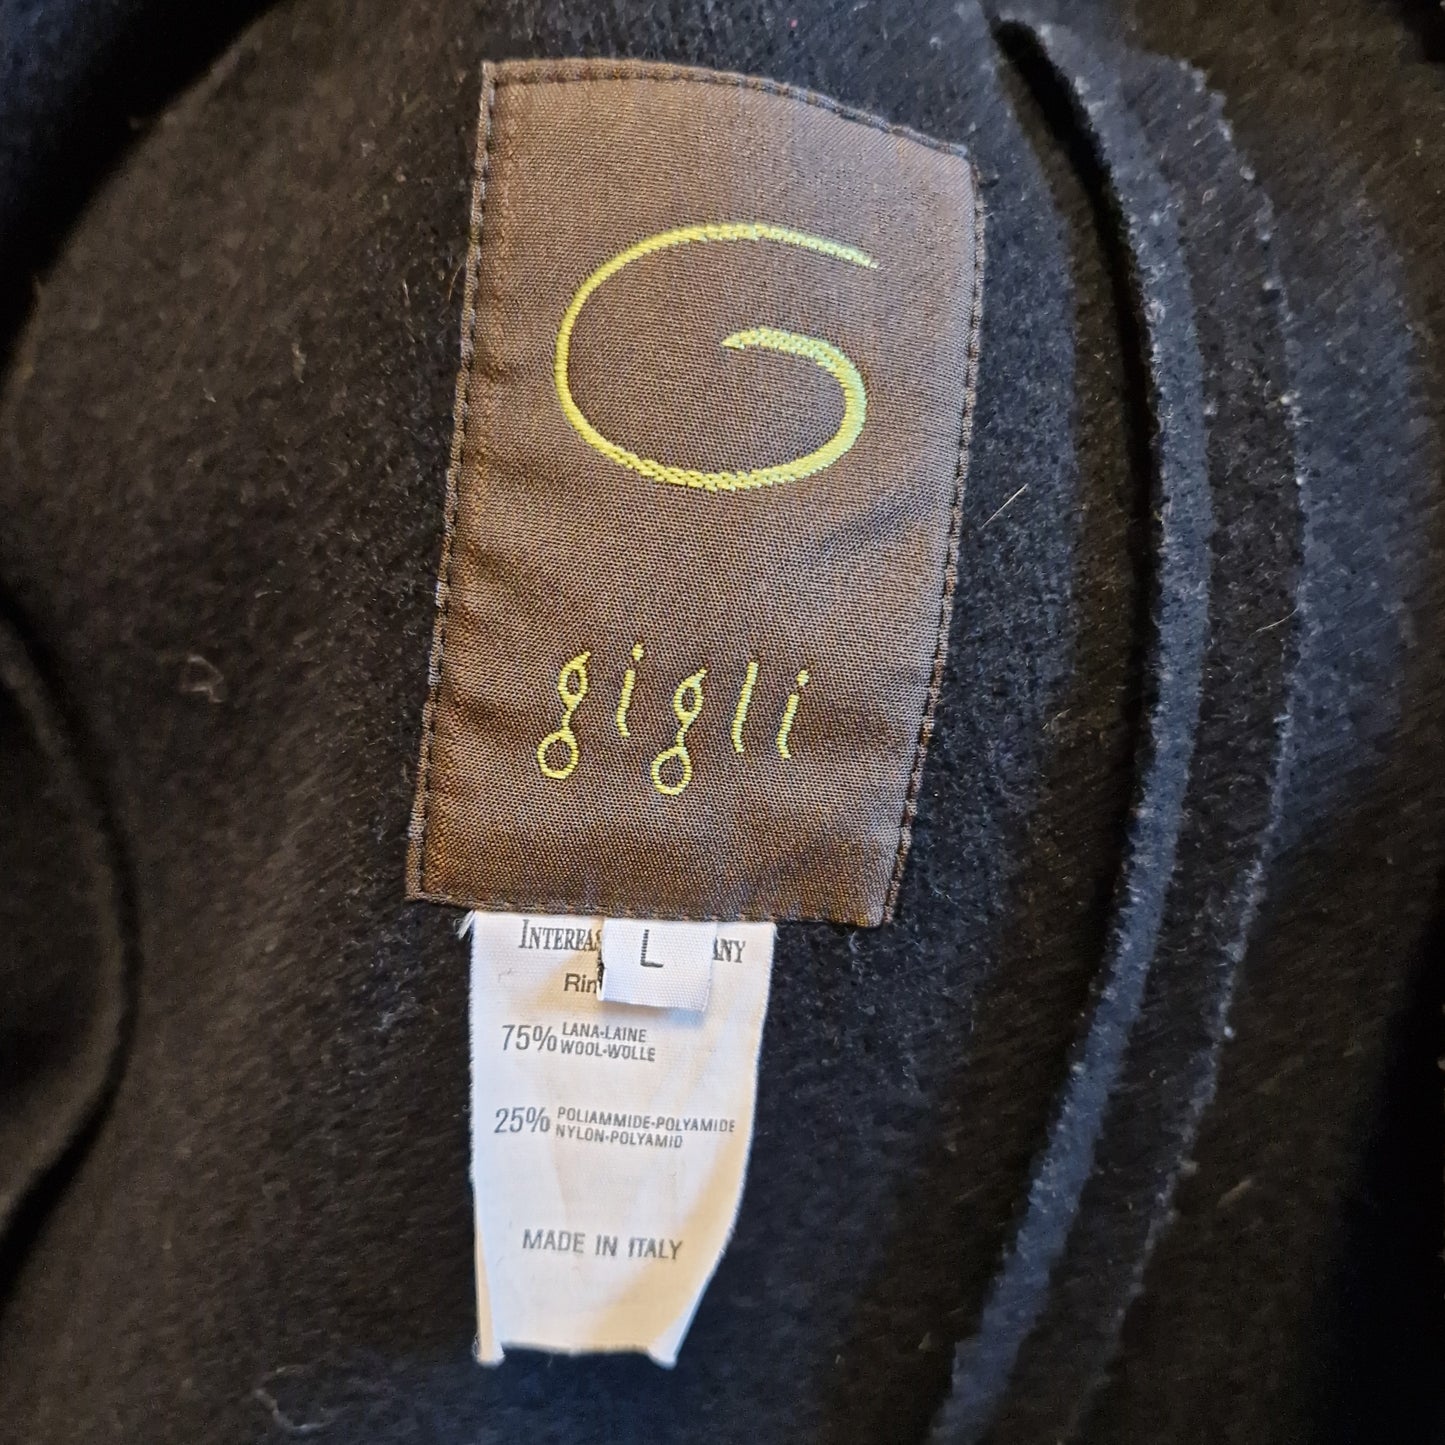 G
gigli
L
75% LANA-LAINE
WOOL-WOLLE
25% POLIAMMIDE-POLYAMIDE
NYLON-POLYAMID
MADE IN ITALY